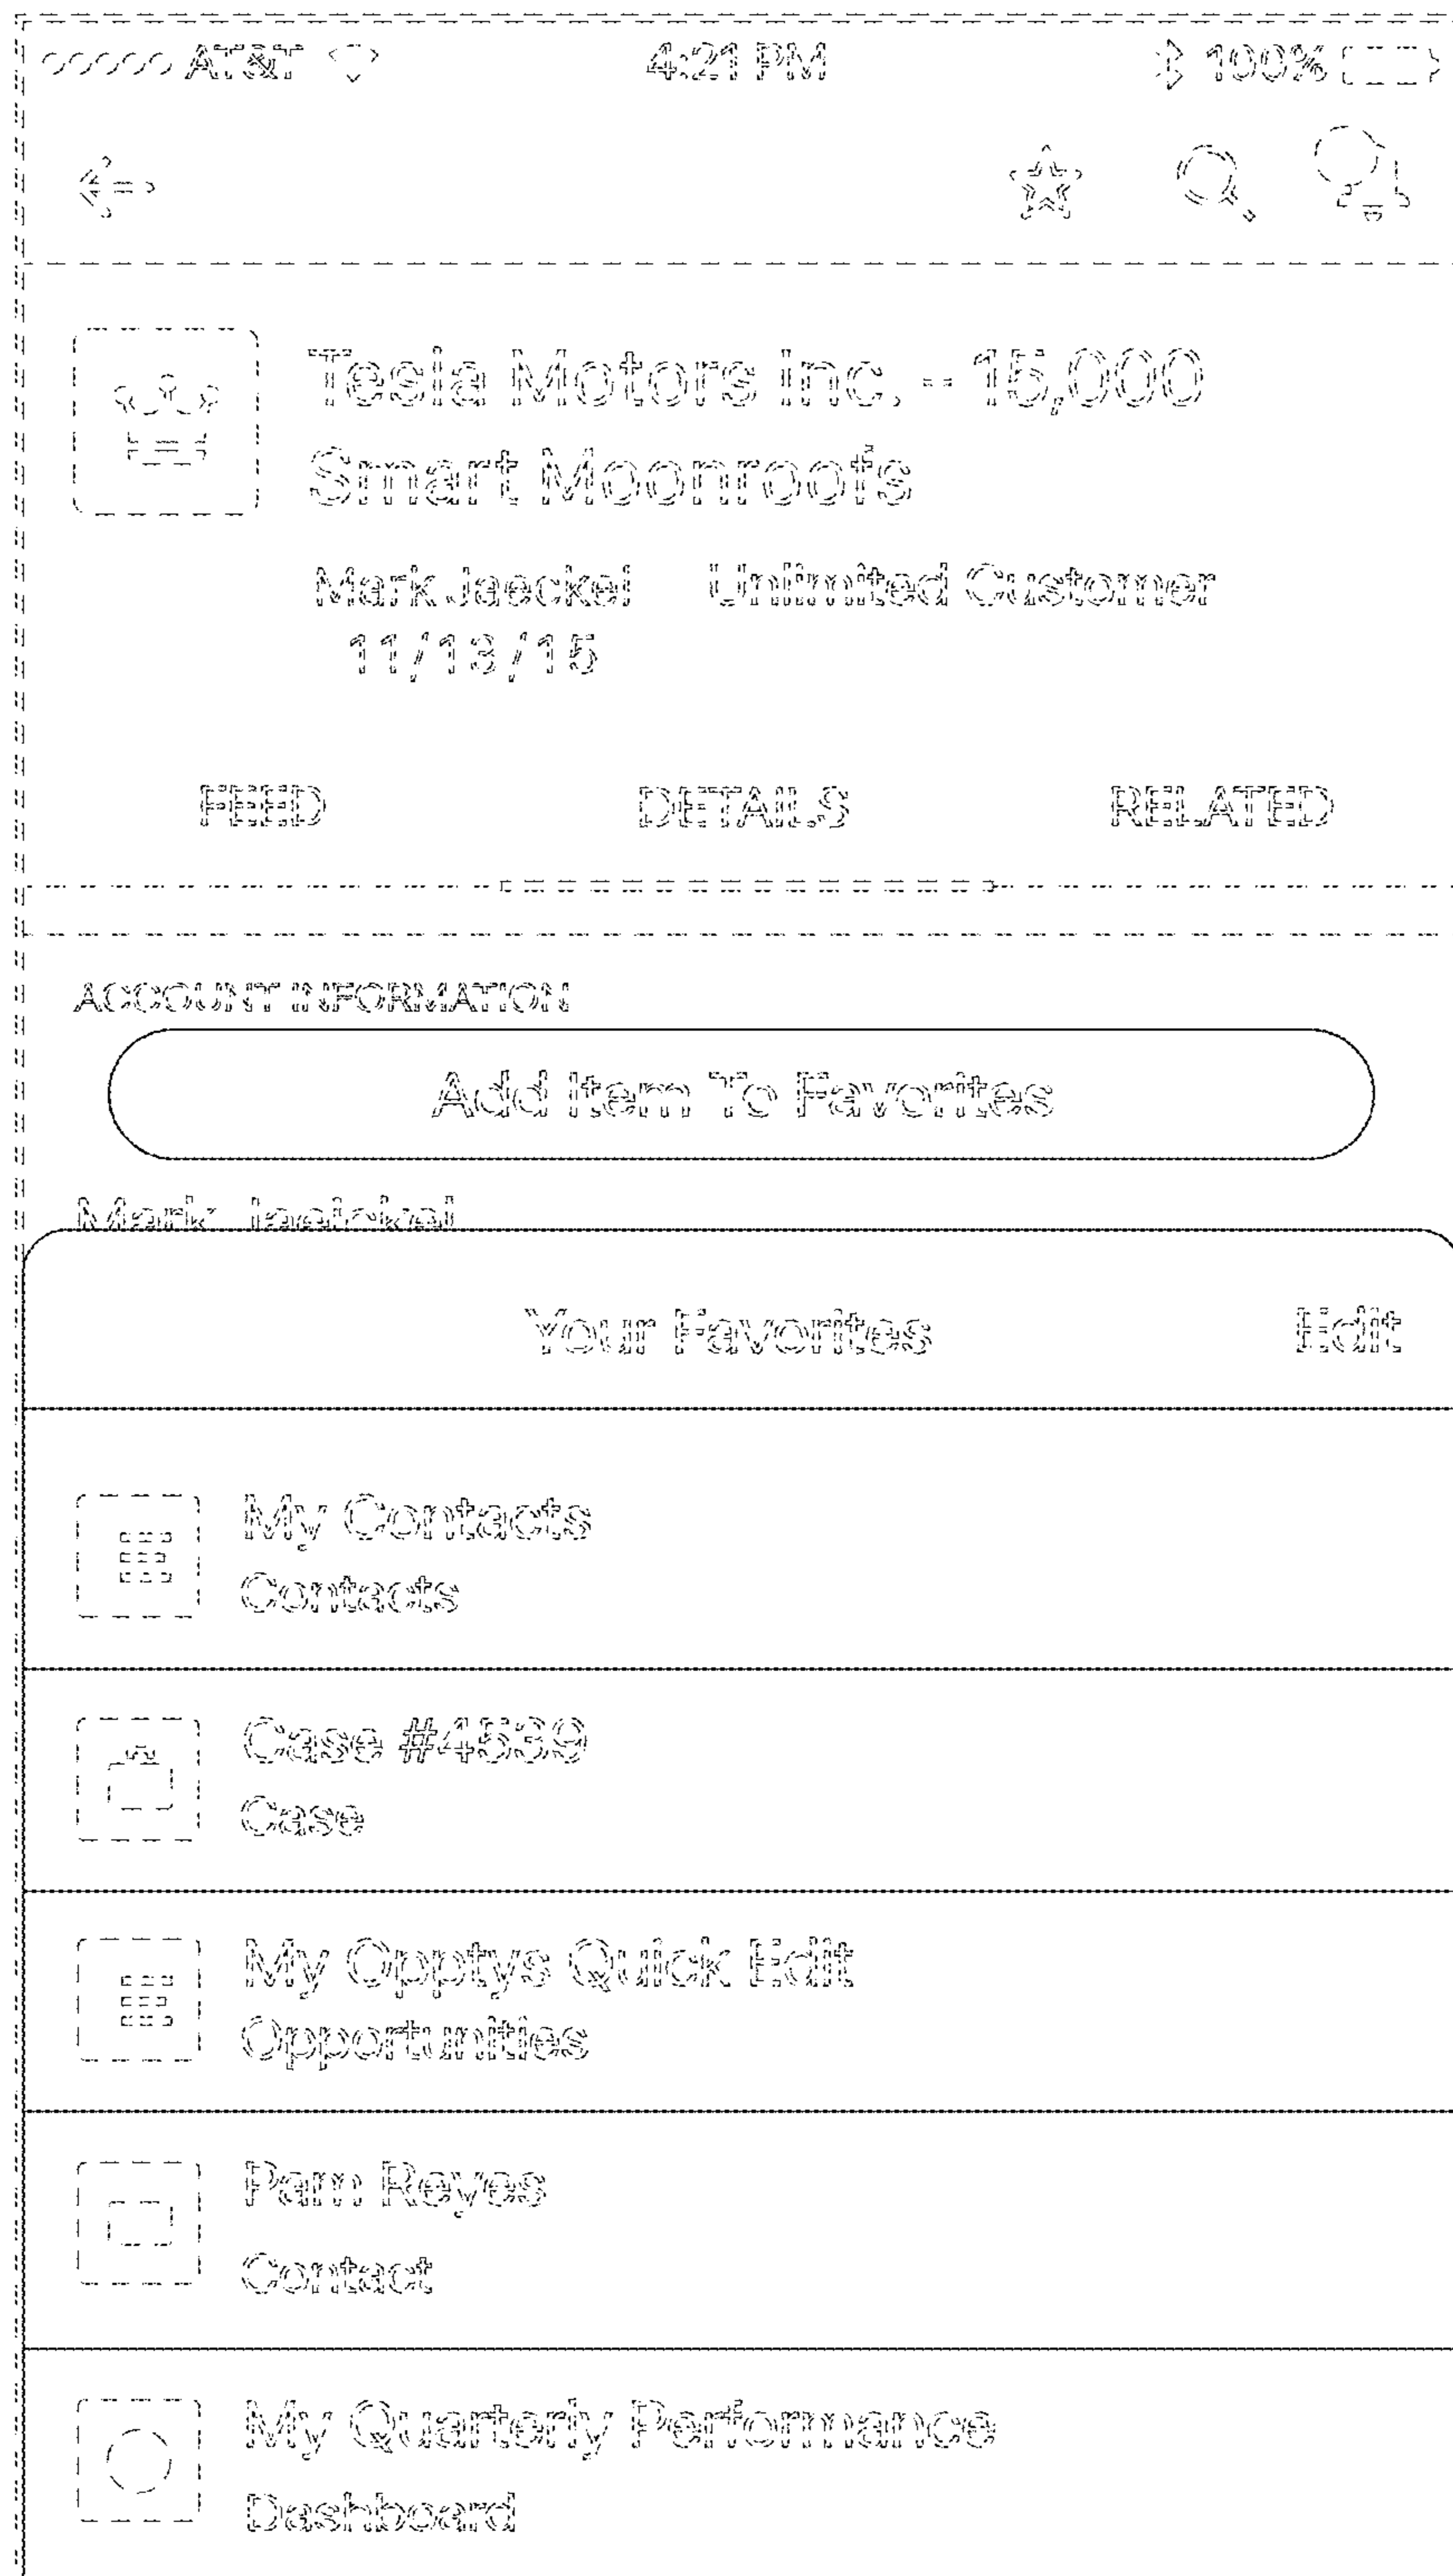 AT&T 4:21 PM 100%
Tesla Motors Inc. - 15,000
Smart Moonroofs
Mark Jaeckel Unlimited Customer
11/13/15
FEED DETAILS RELATED
ACCOUNT INFORMATION
Add Item To Favorites
Mark Jaeickel
Your Favorites Edit
My Contacts
Contacts
Case #4539
Case
My Opptys Quick Edit
Opportunities
Pam Reyes
Contact
My Quarterly Performance
Dashboard